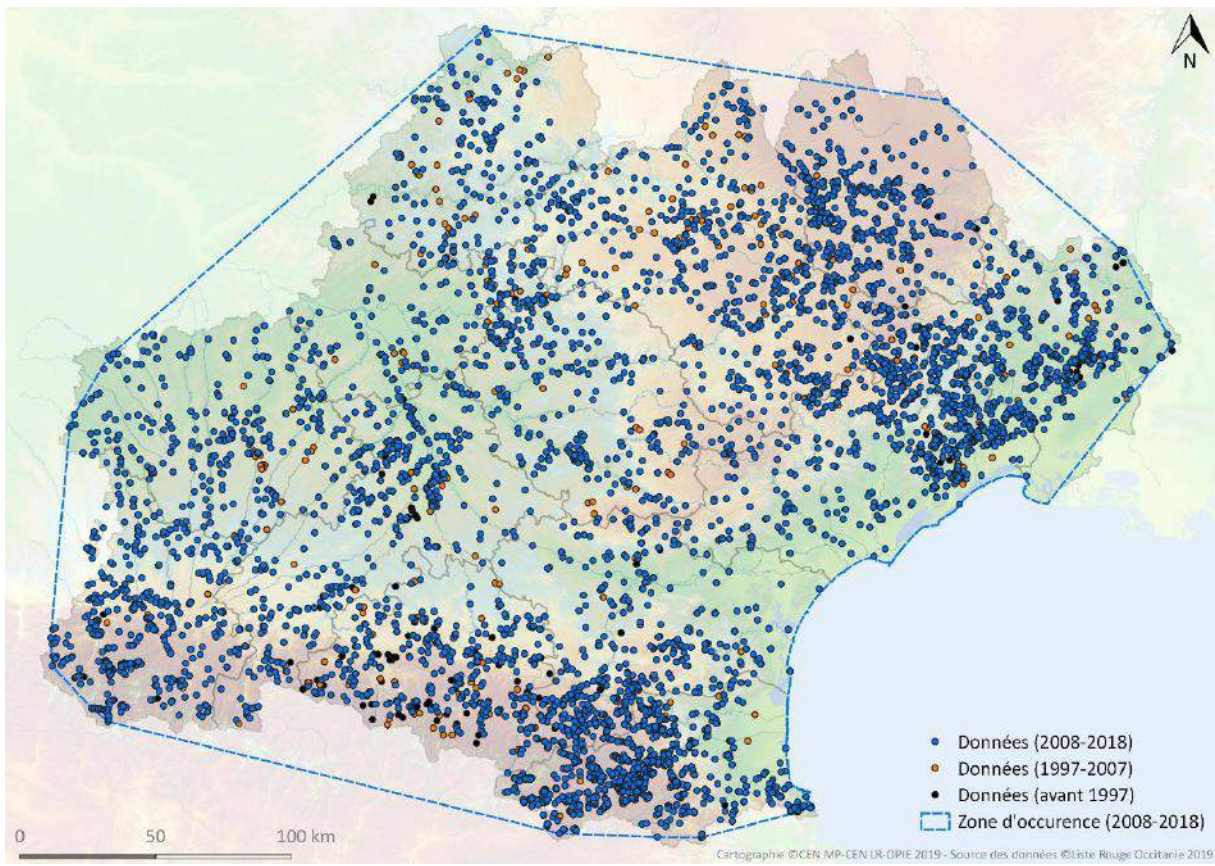 N
Données (2008-2018)
Données (1997-2007)
Données (avant 1997)
Zone d'occurence (2008-2018)
0 50 100 km
Cartographie ©CEN MP-CEN LR-OPIE 2019 - Source des données ©Liste Rouge Occitanie 2019